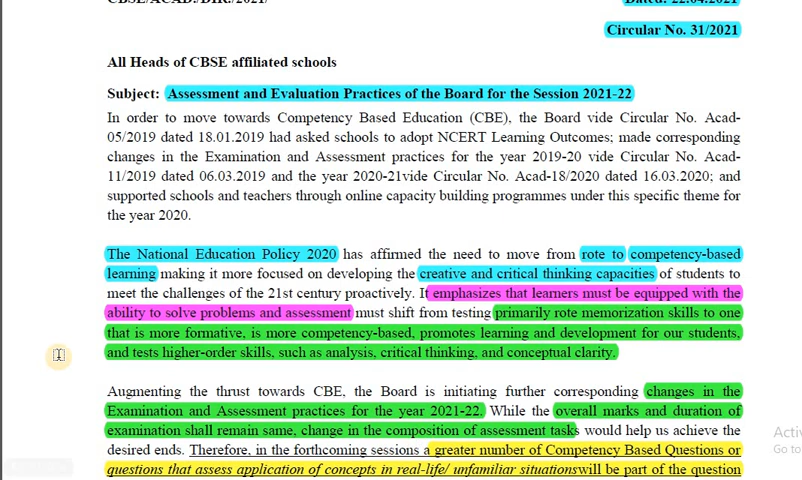 CBSE/ACAD./DIR./2021/
Dated: 22.04.2021
Circular No. 31/2021
All Heads of CBSE affiliated schools
Subject: Assessment and Evaluation Practices of the Board for the Session 2021-22
In order to move towards Competency Based Education (CBE), the Board vide Circular No. Acad-
05/2019 dated 18.01.2019 had asked schools to adopt NCERT Learning Outcomes; made corresponding
changes in the Examination and Assessment practices for the year 2019-20 vide Circular No. Acad-
11/2019 dated 06.03.2019 and the year 2020-21vide Circular No. Acad-18/2020 dated 16.03.2020; and
supported schools and teachers through online capacity building programmes under this specific theme for
the year 2020.
The National Education Policy 2020 has affirmed the need to move from rote to competency-based
learning making it more focused on developing the creative and critical thinking capacities of students to
meet the challenges of the 21st century proactively. It emphasizes that learners must be equipped with the
ability to solve problems and assessment must shift from testing primarily rote memorization skills to one
that is more formative, is more competency-based, promotes learning and development for our students,
and tests higher-order skills, such as analysis, critical thinking, and conceptual clarity.
Augmenting the thrust towards CBE, the Board is initiating further corresponding changes in the
Examination and Assessment practices for the year 2021-22. While the overall marks and duration of
examination shall remain same, change in the composition of assessment tasks would help us achieve the
desired ends. Therefore, in the forthcoming sessions a greater number of Competency Based Questions or
questions that assess application of concepts in real-life/ unfamiliar situationswill be part of the question
Activ
Go to